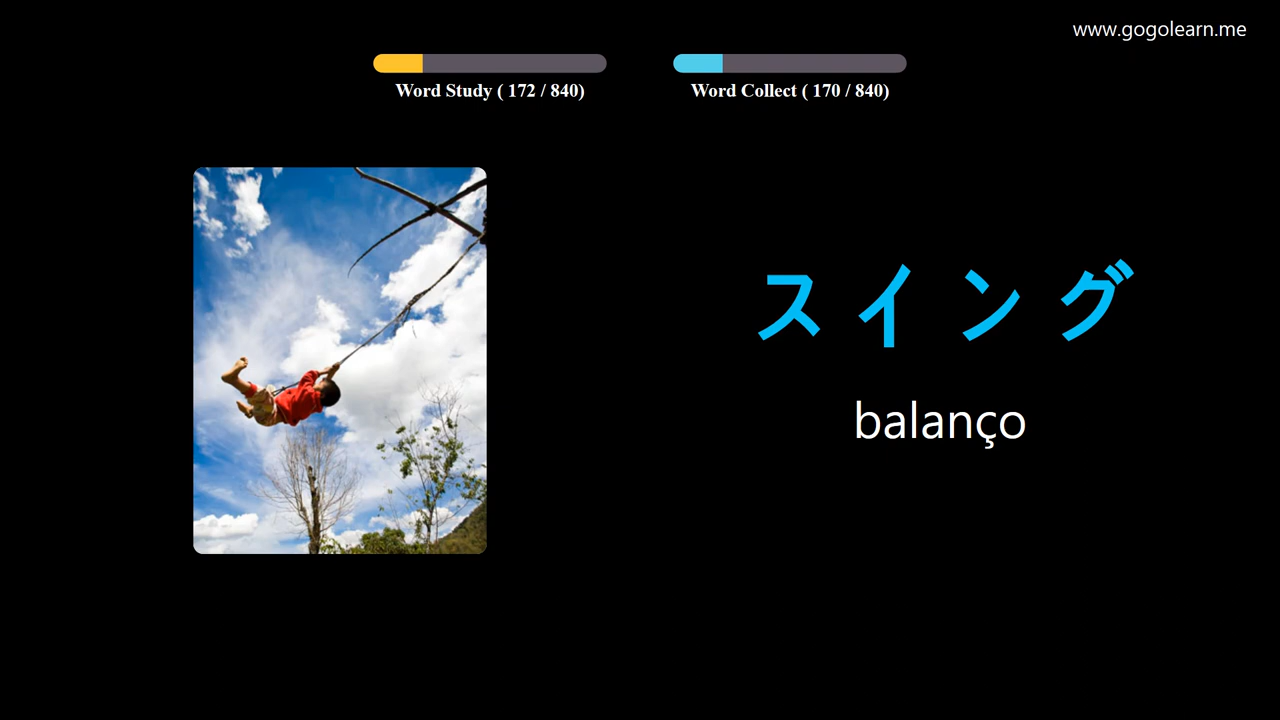 www.gogolearn.me
Word Study ( 172 / 840)
Word Collect ( 170 / 840)
スイング
balanço